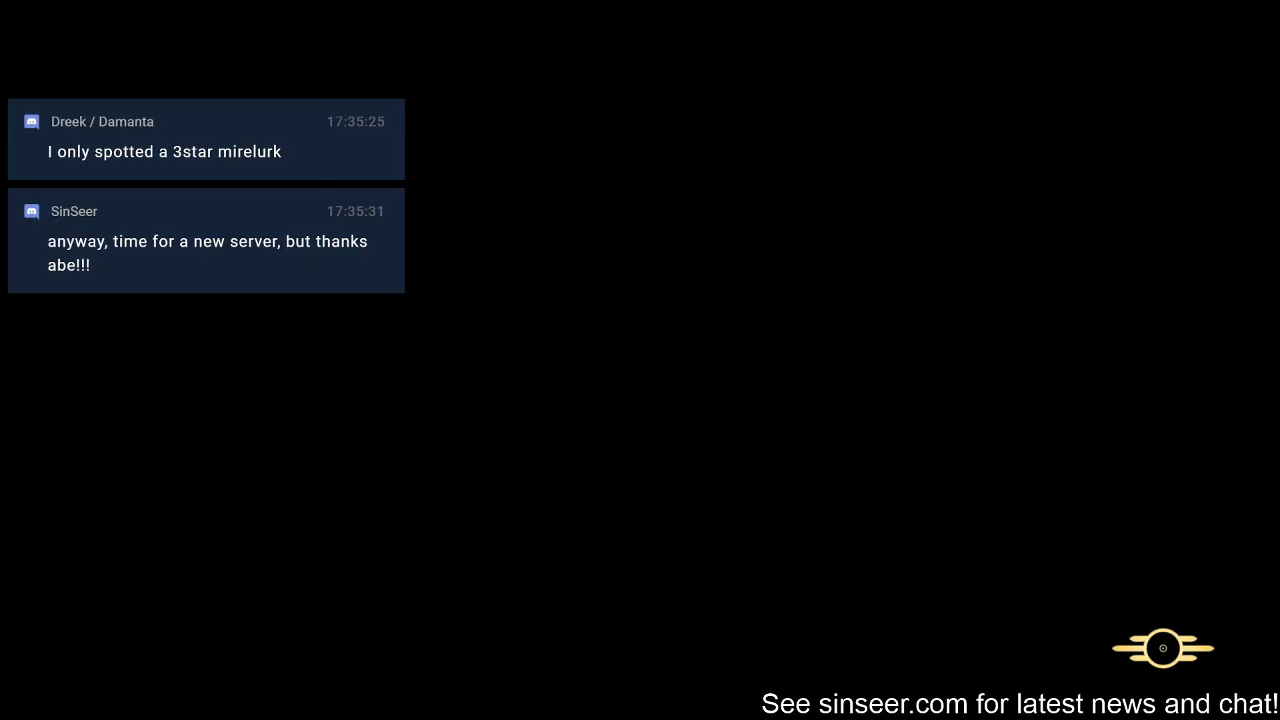 Dreek / Damanta 17:35:25
I only spotted a 3star mirelurk
SinSeer 17:35:31
anyway, time for a new server, but thanks
abe!!!
See sinseer.com for latest news and chat!